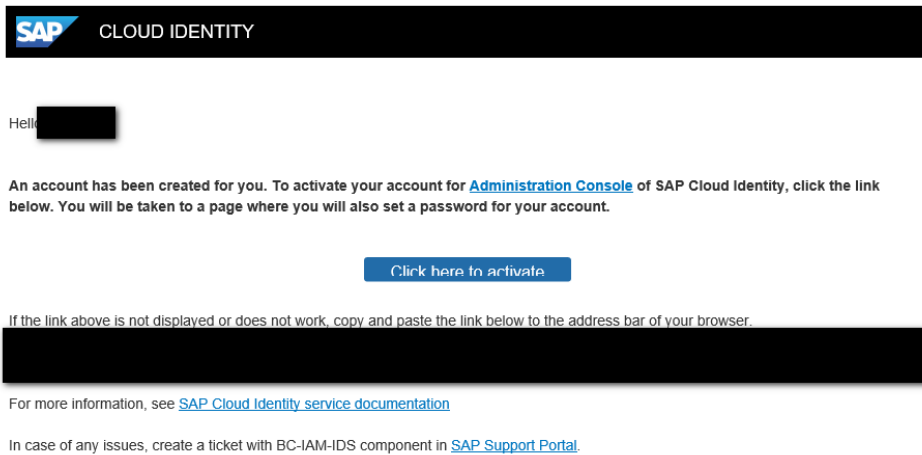 SAP CLOUD IDENTITY
Hello
An account has been created for you. To activate your account for Administration Console of SAP Cloud Identity, click the link
below. You will be taken to a page where you will also set a password for your account.
Click here to activate
If the link above is not displayed or does not work, copy and paste the link below to the address bar of your browser.
For more information, see SAP Cloud Identity service documentation
In case of any issues, create a ticket with BC-IAM-IDS component in SAP Support Portal.